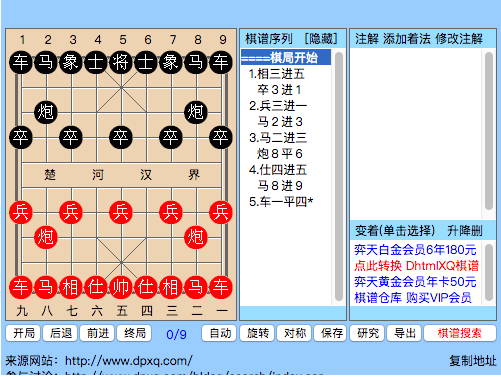 1 2 3 4 5 6 7 8 9
车 马 象 士 将 士 象 马 车
炮 炮
卒 卒 卒 卒 卒
楚 河 汉 界
兵 兵 兵 兵 兵
炮 炮
车 马 相 仕 帅 仕 相 马 车
九 八 七 六 五 四 三 二 一
棋谱序列 [隐藏]
====棋局开始
1.相三进五
卒3进1
2.兵三进一
马2进3
3.马二进三
炮8平6
4.仕四进五
马8进9
5.车一平四*
注解 添加着法 修改注解
变着(单击选择) 升降删
弈天白金会员6年180元
点此转换 DhtmlXQ棋谱
弈天黄金会员年卡50元
棋谱仓库 购买VIP会员
开局 后退 前进 终局 0/9 自动 旋转 对称 保存 研究 导出 棋谱搜索
来源网站: http://www.dpxq.com/ 复制地址